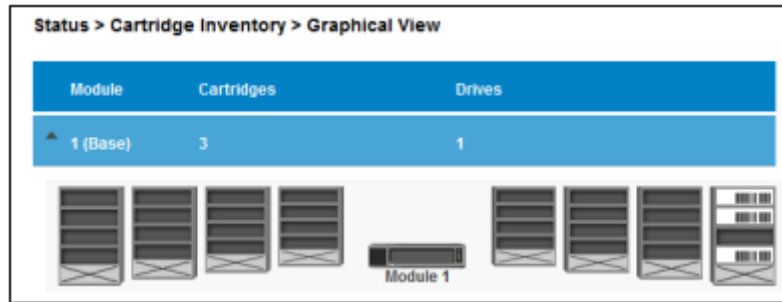 Status > Cartridge Inventory > Graphical View
Module Cartridges Drives
1 (Base) 3 1
Module 1